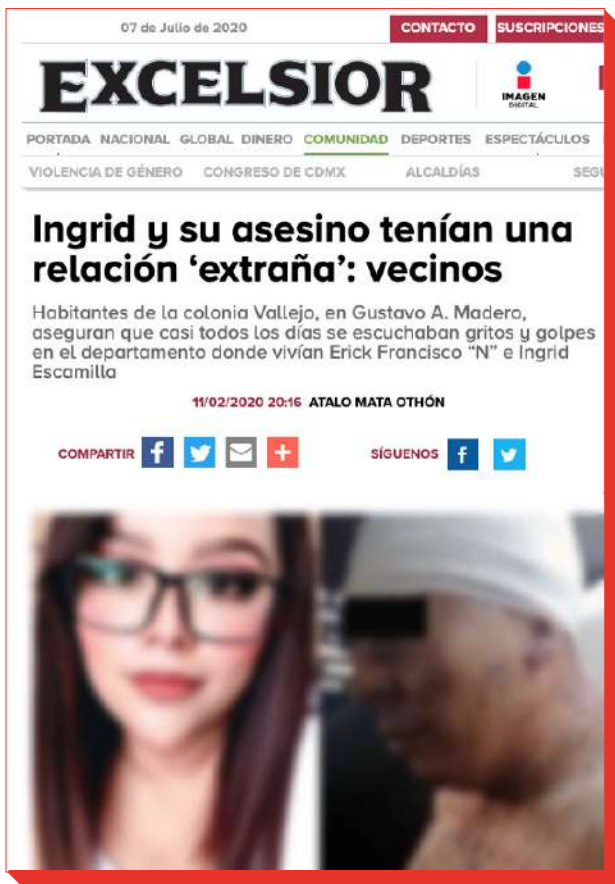 07 de Julio de 2020
CONTACTO
SUSCRIPCIONES
EXCELSIOR
IMAGEN
DIGITAL
PORTADA NACIONAL GLOBAL DINERO COMUNIDAD DEPORTES ESPECTÁCULOS
VIOLENCIA DE GÉNERO CONGRESO DE CDMX ALCALDÍAS SEGU
Ingrid y su asesino tenían una
relación ‘extraña’: vecinos
Habitantes de la colonia Vallejo, en Gustavo A. Madero,
aseguran que casi todos los días se escuchaban gritos y golpes
en el departamento donde vivían Erick Francisco “N” e Ingrid
Escamilla
11/02/2020 20:16 ATALO MATA OTHÓN
COMPARTIR
SÍGUENOS